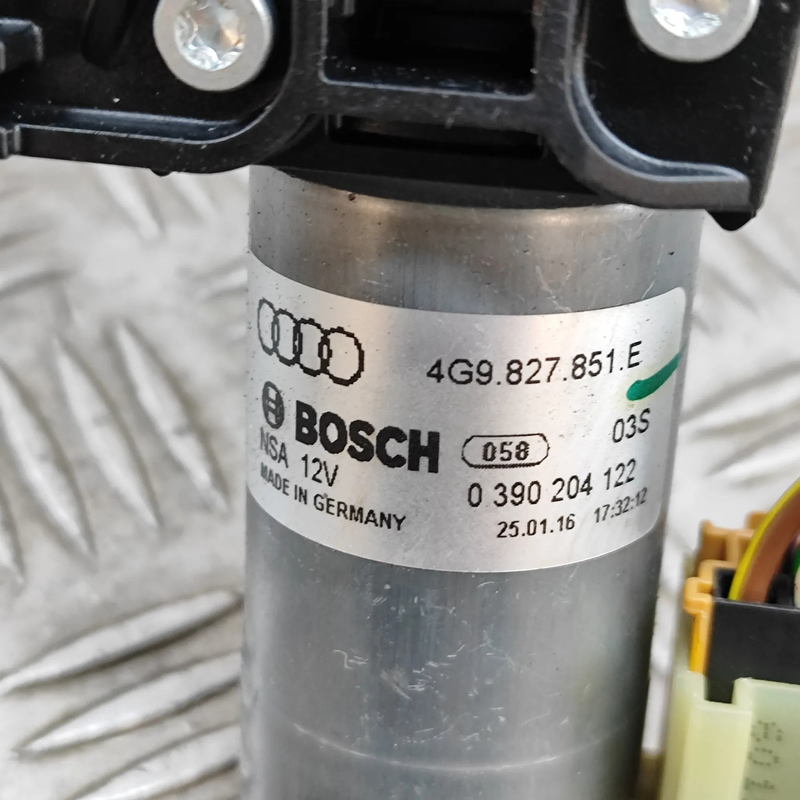 4G9.827.851.E
BOSCH 058 03S
NSA 12V 0 390 204 122
MADE IN GERMANY 25.01.16 17:32:12